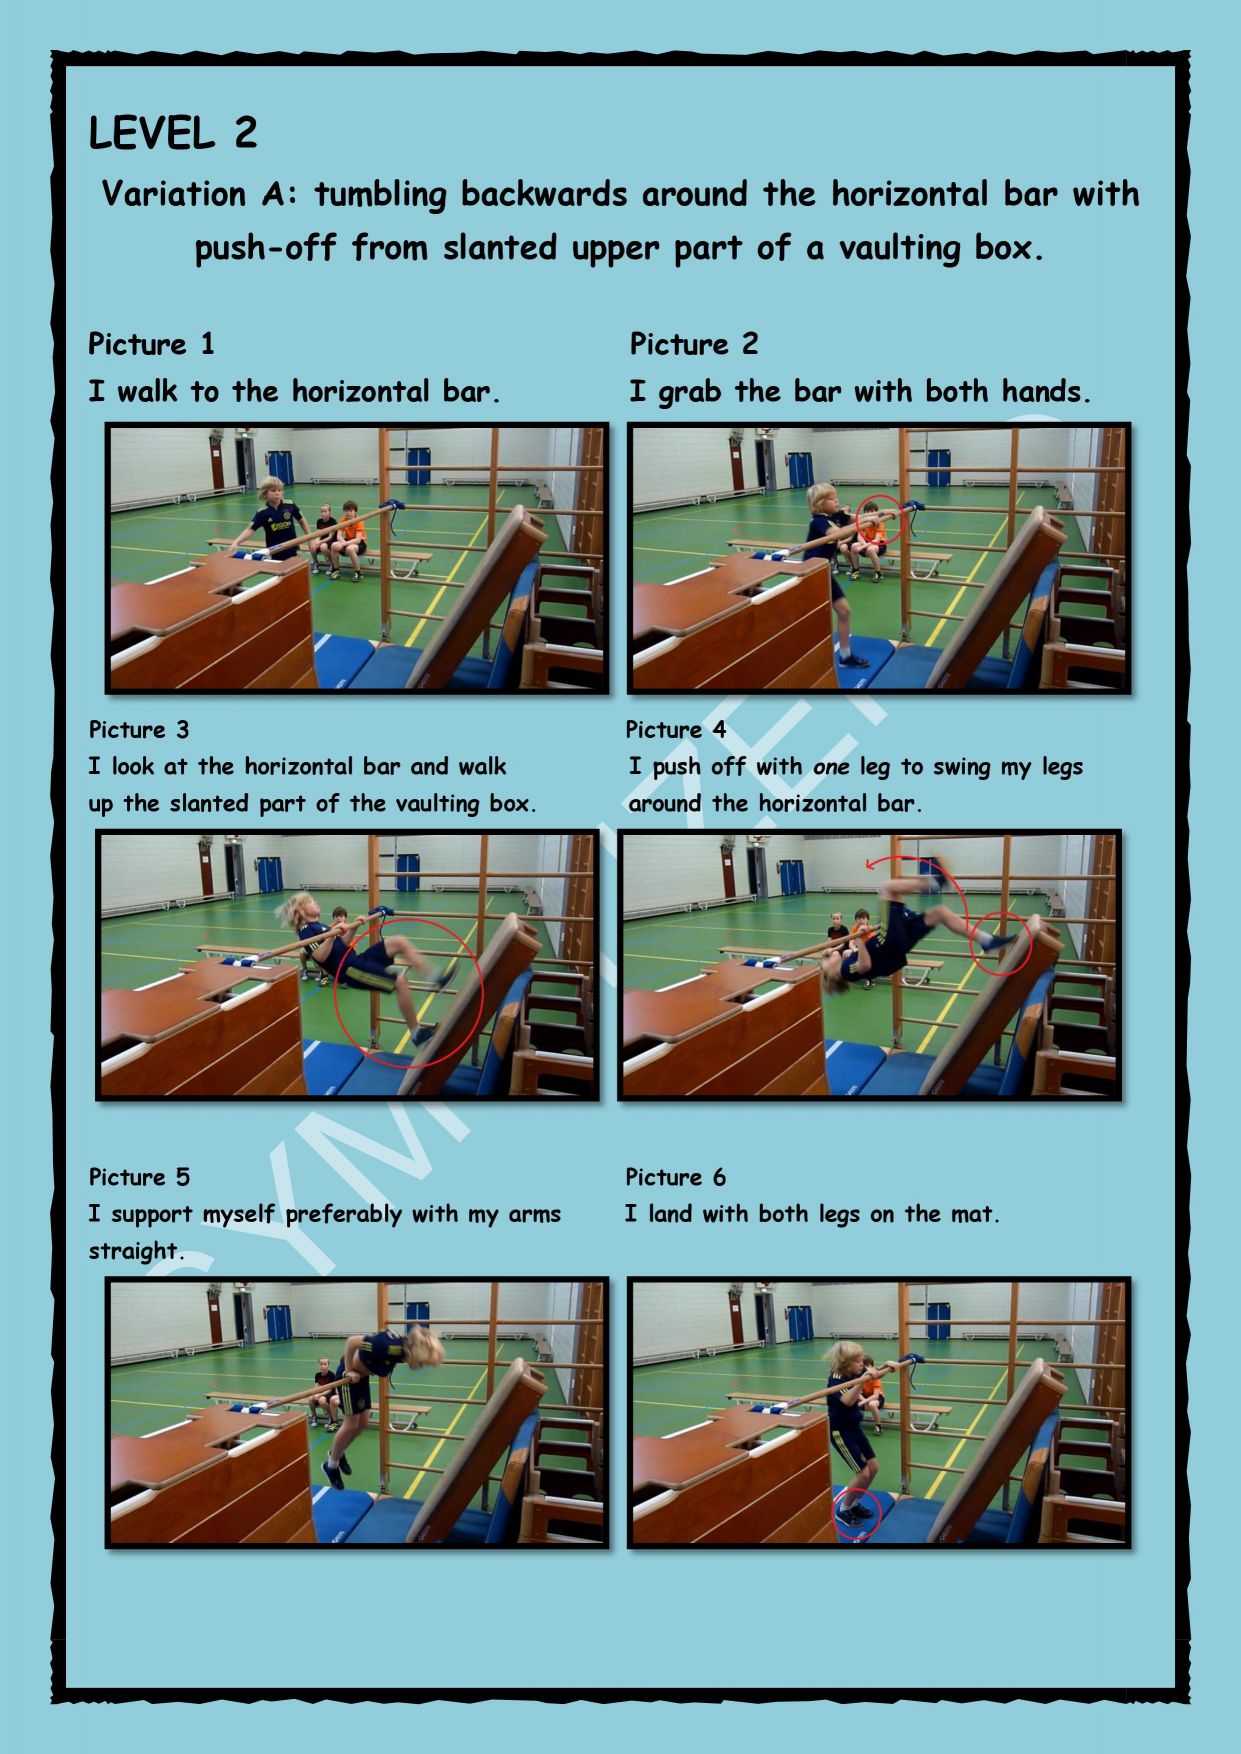 LEVEL 2
Variation A: tumbling backwards around the horizontal bar with
push-off from slanted upper part of a vaulting box.
Picture 1
I walk to the horizontal bar.
Picture 2
I grab the bar with both hands.
Picture 3
I look at the horizontal bar and walk
up the slanted part of the vaulting box.
Picture 4
I push off with one leg to swing my legs
around the horizontal bar.
Picture 5
I support myself preferably with my arms
straight.
Picture 6
I land with both legs on the mat.